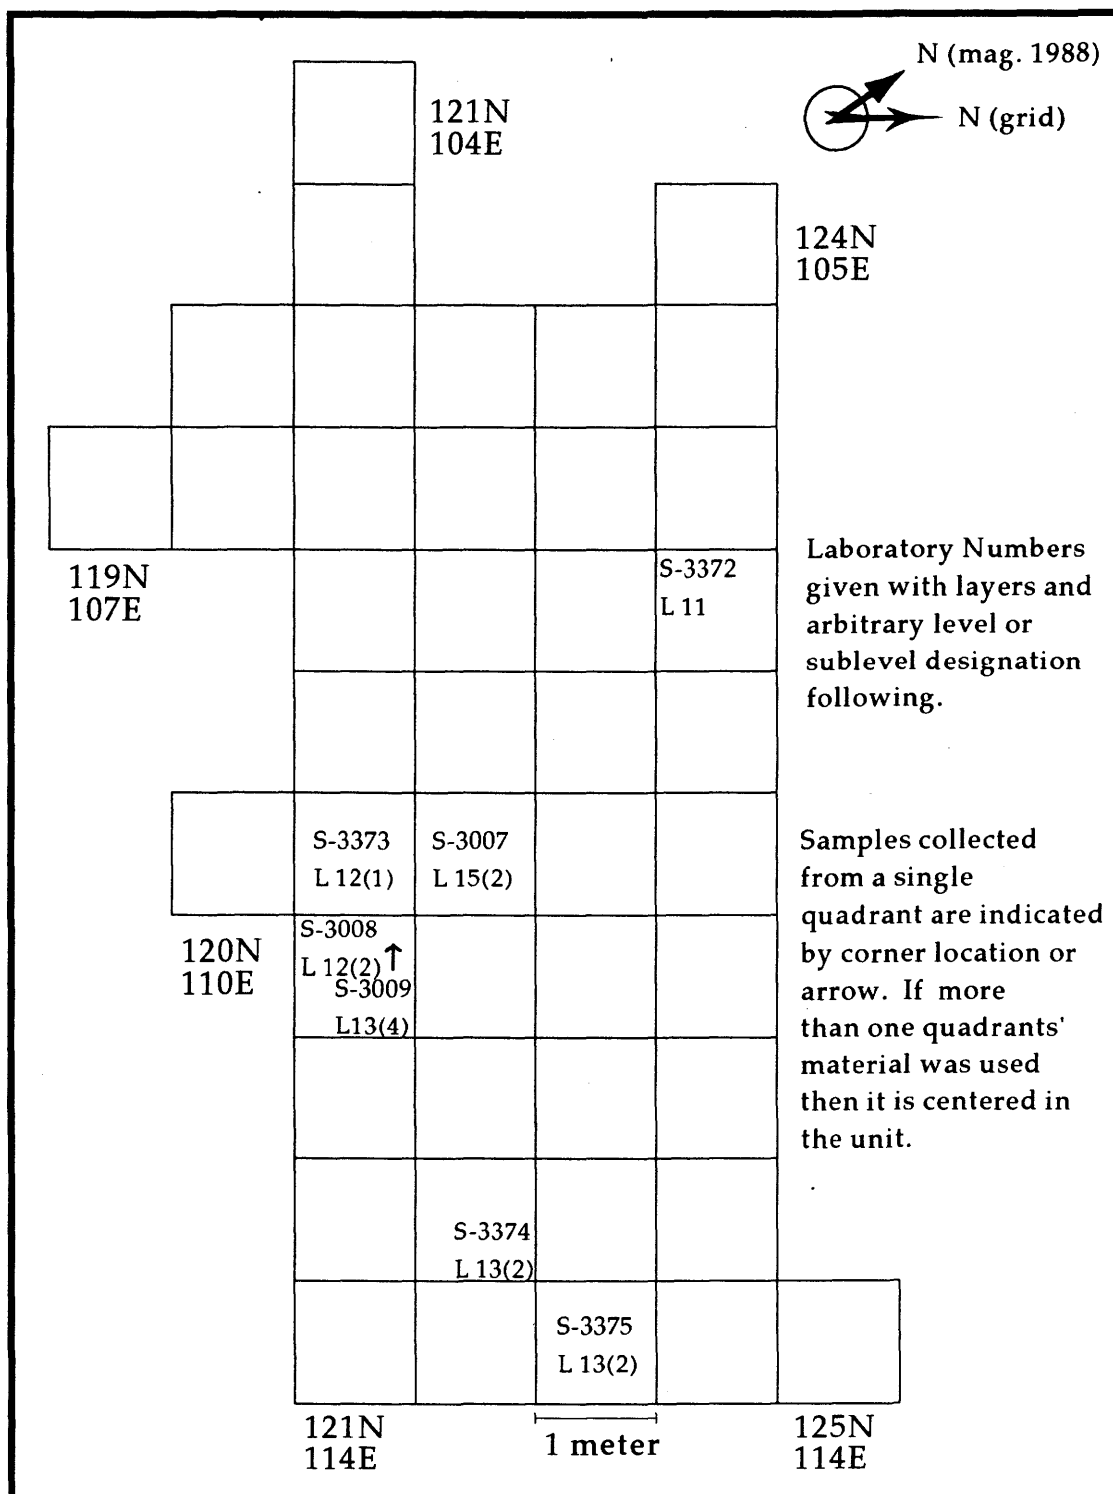 N (mag. 1988)
N (grid)
121N
104E
124N
105E
119N
107E
S-3372
L 11
Laboratory Numbers
given with layers and
arbitrary level or
sublevel designation
following.
S-3373
L 12(1)
S-3007
L 15(2)
Samples collected
from a single
quadrant are indicated
by corner location or
arrow. If more
than one quadrants'
material was used
then it is centered in
the unit.
120N
110E
S-3008
L 12(2)
S-3009
L13(4)
S-3374
L 13(2)
S-3375
L 13(2)
121N
114E
1 meter
125N
114E